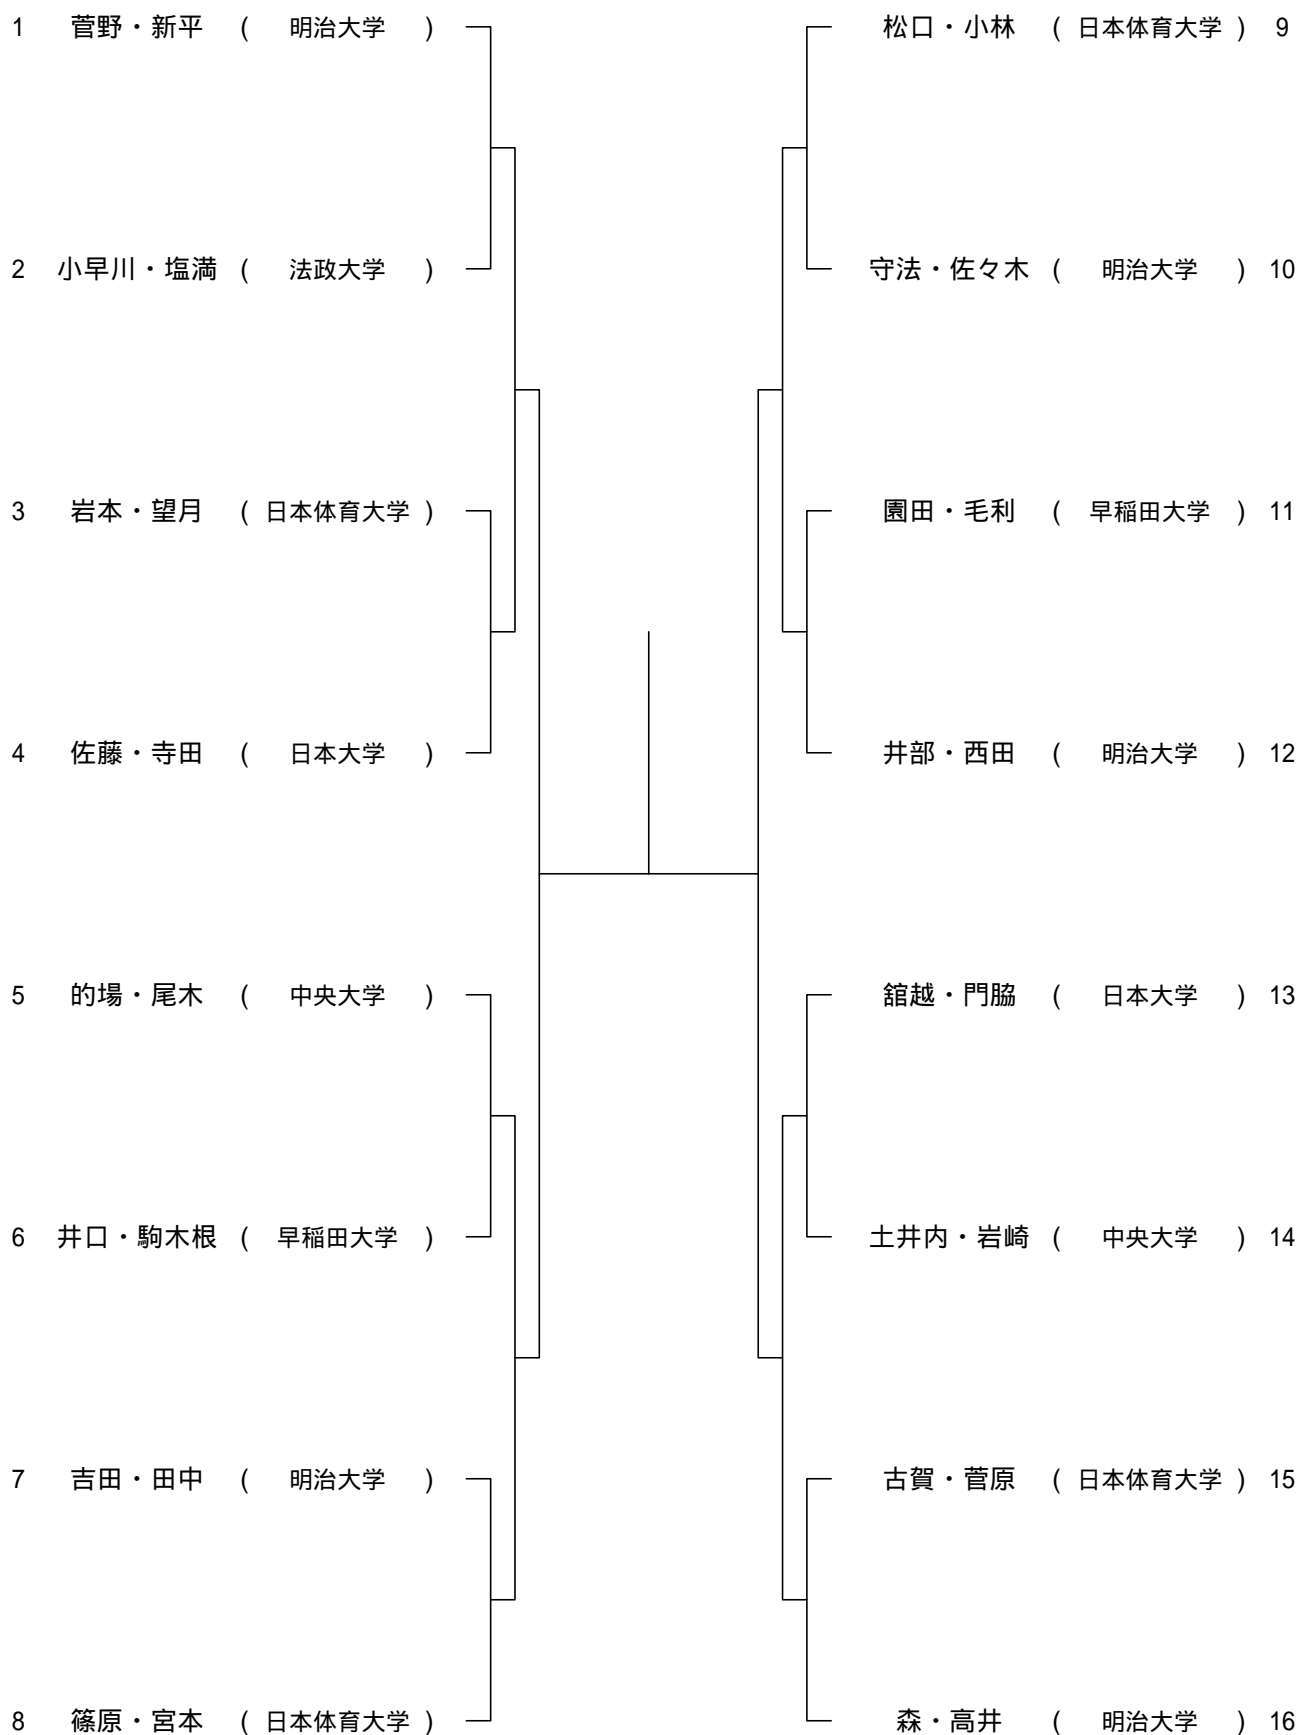 1 菅野・新平 ( 明治大学 ) 松口・小林 ( 日本体育大学 ) 9
2 小早川・塩満 ( 法政大学 ) 守法・佐々木 ( 明治大学 ) 10
3 岩本・望月 ( 日本体育大学 ) 園田・毛利 ( 早稲田大学 ) 11
4 佐藤・寺田 ( 日本大学 ) 井部・西田 ( 明治大学 ) 12
5 的場・尾木 ( 中央大学 ) 舘越・門脇 ( 日本大学 ) 13
6 井口・駒木根 ( 早稲田大学 ) 土井内・岩崎 ( 中央大学 ) 14
7 吉田・田中 ( 明治大学 ) 古賀・菅原 ( 日本体育大学 ) 15
8 篠原・宮本 ( 日本体育大学 ) 森・高井 ( 明治大学 ) 16